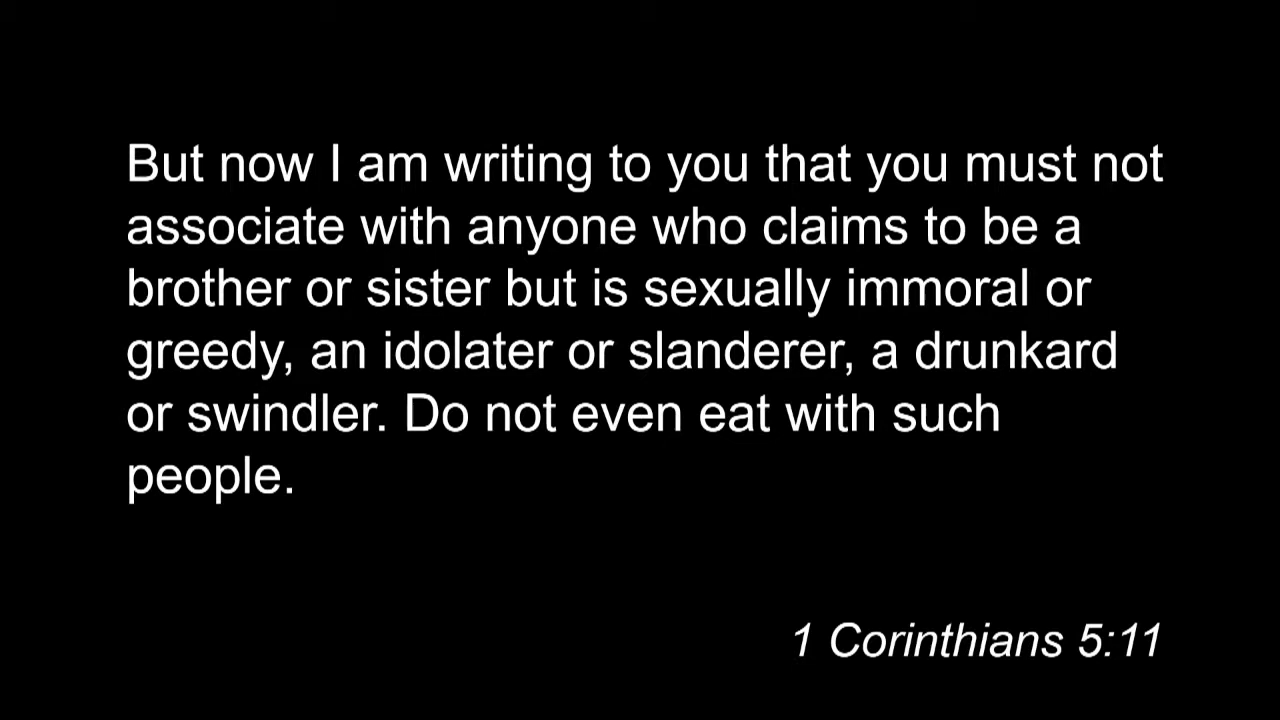 But now I am writing to you that you must not
associate with anyone who claims to be a
brother or sister but is sexually immoral or
greedy, an idolater or slanderer, a drunkard
or swindler. Do not even eat with such
people.
1 Corinthians 5:11